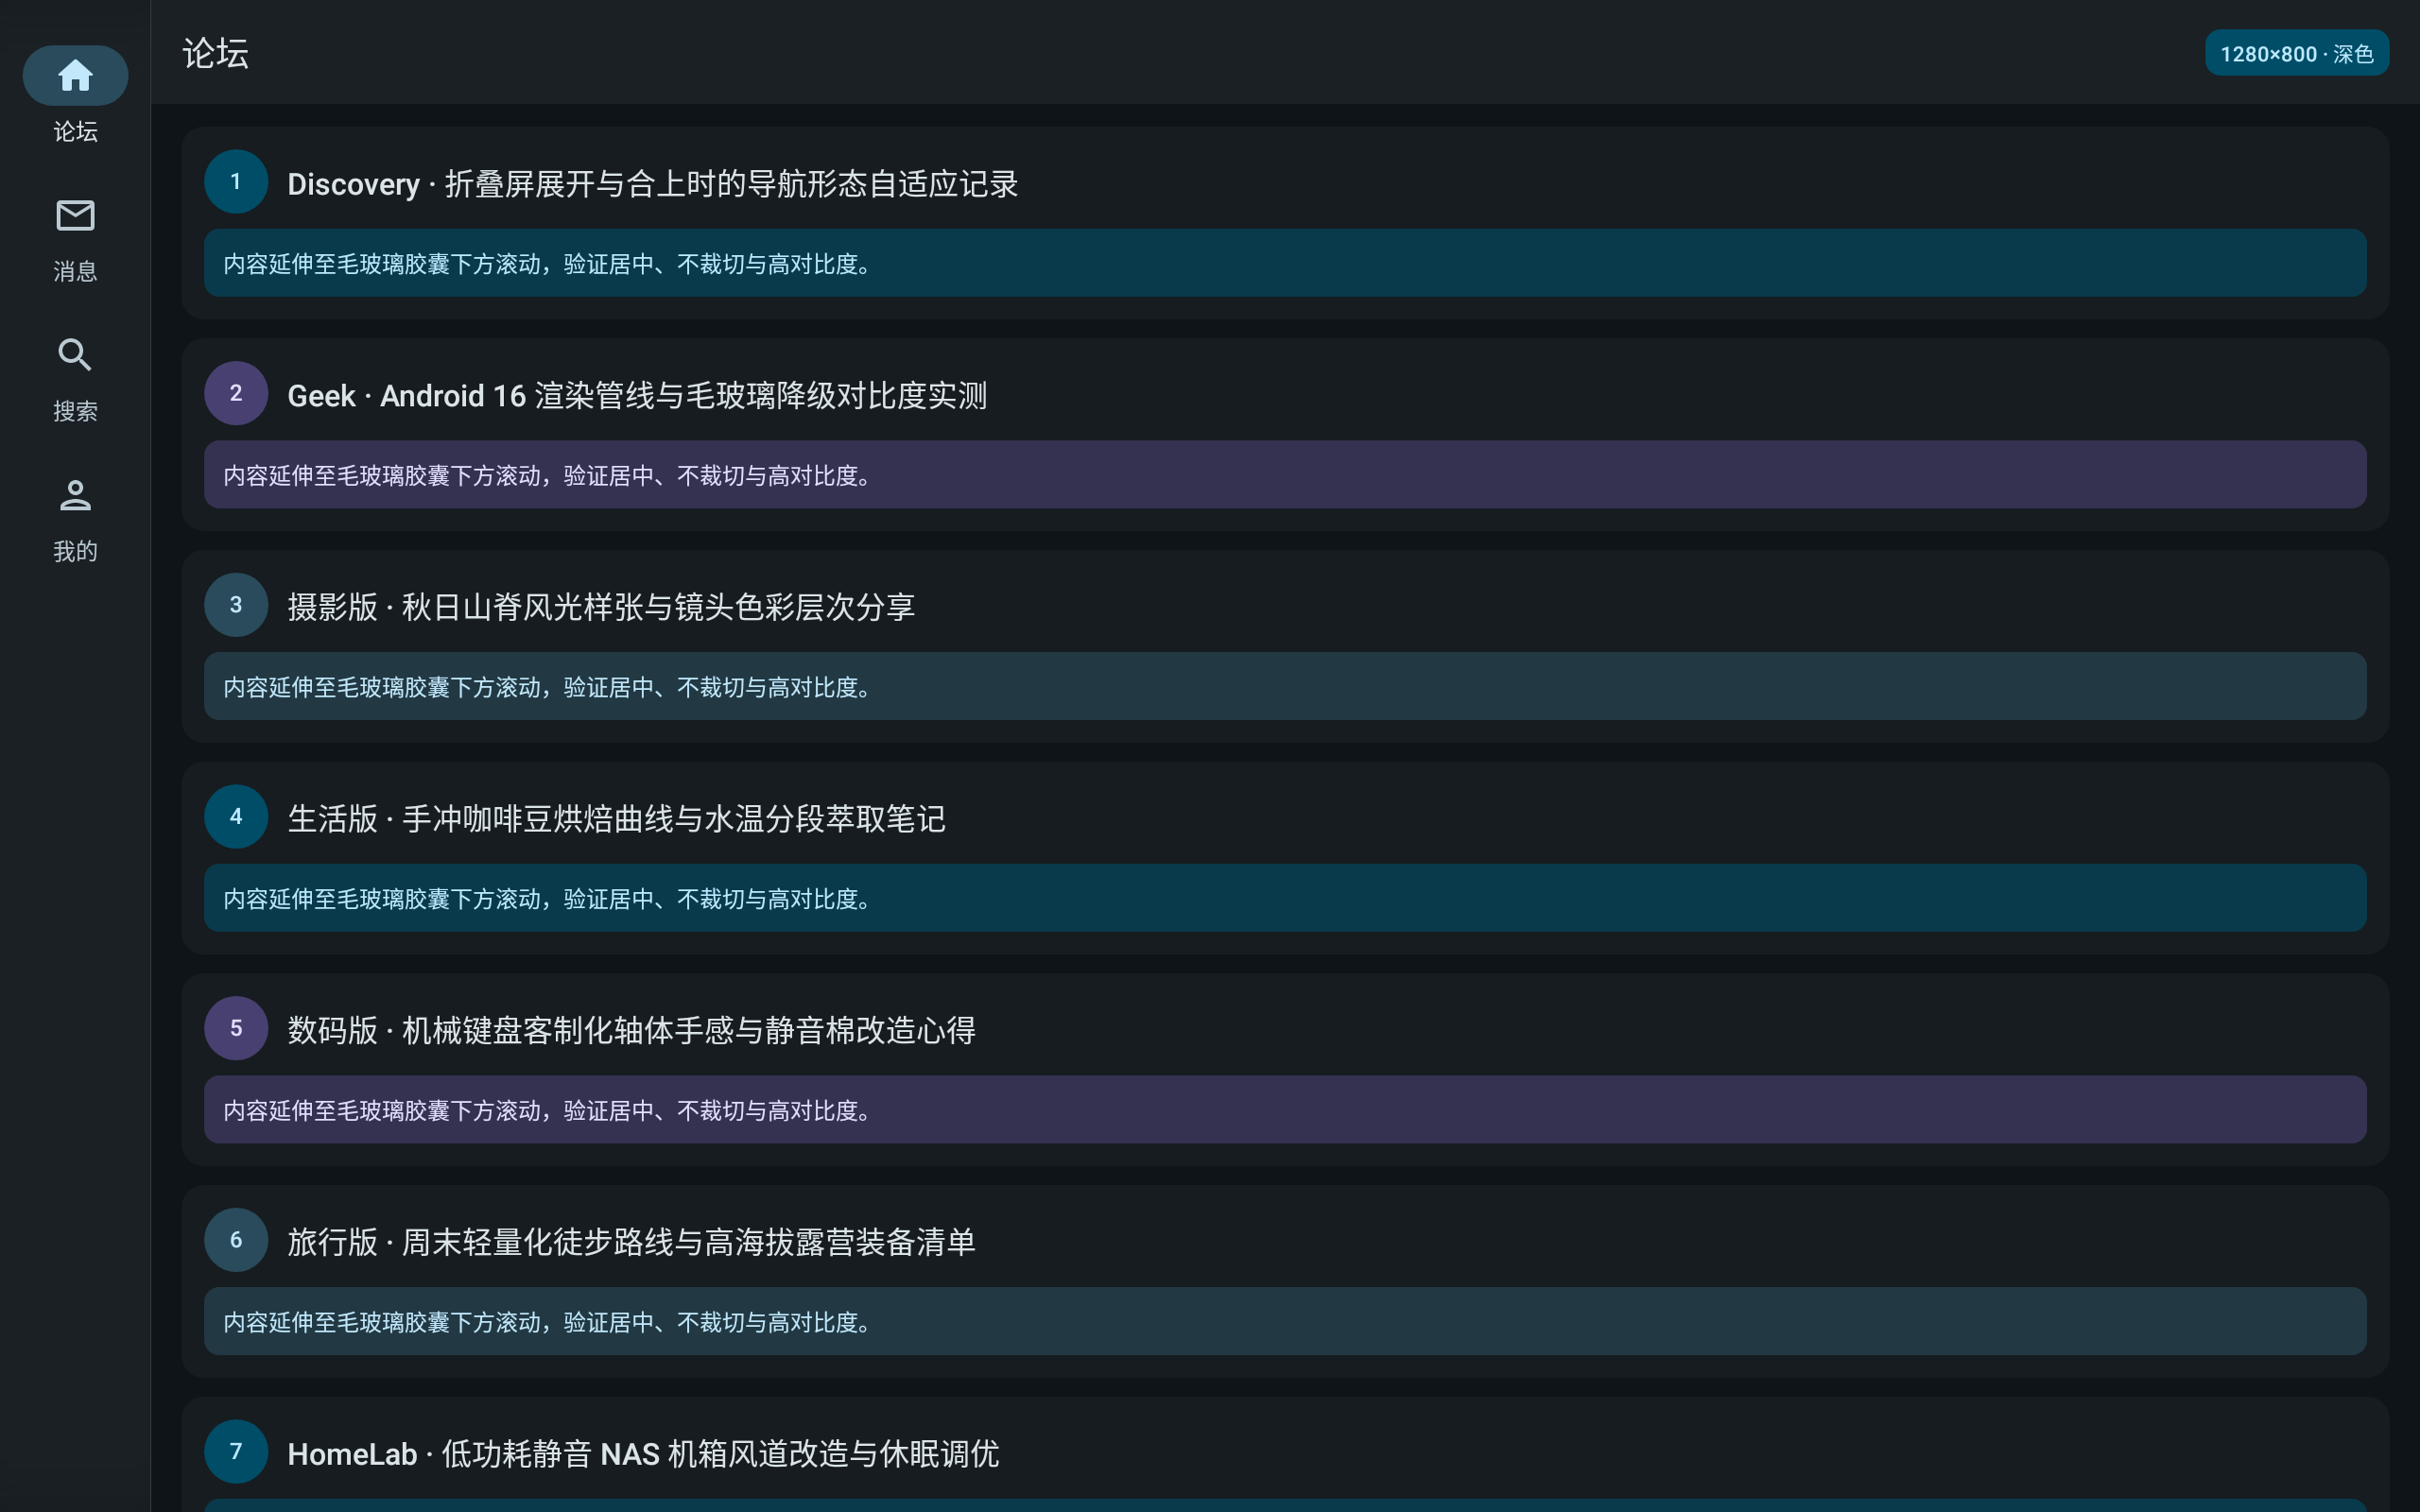 论坛
消息
搜索
我的
论坛
1280×800 · 深色
1
Discovery · 折叠屏展开与合上时的导航形态自适应记录
内容延伸至毛玻璃胶囊下方滚动，验证居中、不裁切与高对比度。
2
Geek · Android 16 渲染管线与毛玻璃降级对比度实测
内容延伸至毛玻璃胶囊下方滚动，验证居中、不裁切与高对比度。
3
摄影版 · 秋日山脊风光样张与镜头色彩层次分享
内容延伸至毛玻璃胶囊下方滚动，验证居中、不裁切与高对比度。
4
生活版 · 手冲咖啡豆烘焙曲线与水温分段萃取笔记
内容延伸至毛玻璃胶囊下方滚动，验证居中、不裁切与高对比度。
5
数码版 · 机械键盘客制化轴体手感与静音棉改造心得
内容延伸至毛玻璃胶囊下方滚动，验证居中、不裁切与高对比度。
6
旅行版 · 周末轻量化徒步路线与高海拔露营装备清单
内容延伸至毛玻璃胶囊下方滚动，验证居中、不裁切与高对比度。
7
HomeLab · 低功耗静音 NAS 机箱风道改造与休眠调优